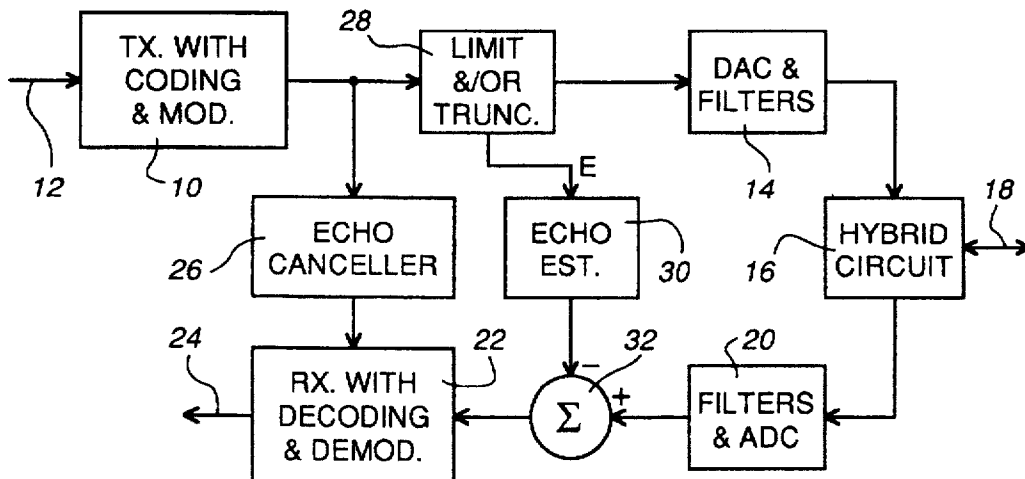 TX. WITH
CODING
& MOD.
12
10
28
LIMIT
&/OR
TRUNC.
E
DAC &
FILTERS
14
18
ECHO
CANCELLER
26
ECHO
EST.
30
HYBRID
CIRCUIT
16
24
RX. WITH
DECODING
& DEMOD.
22
32
−
+
Σ
20
FILTERS
& ADC